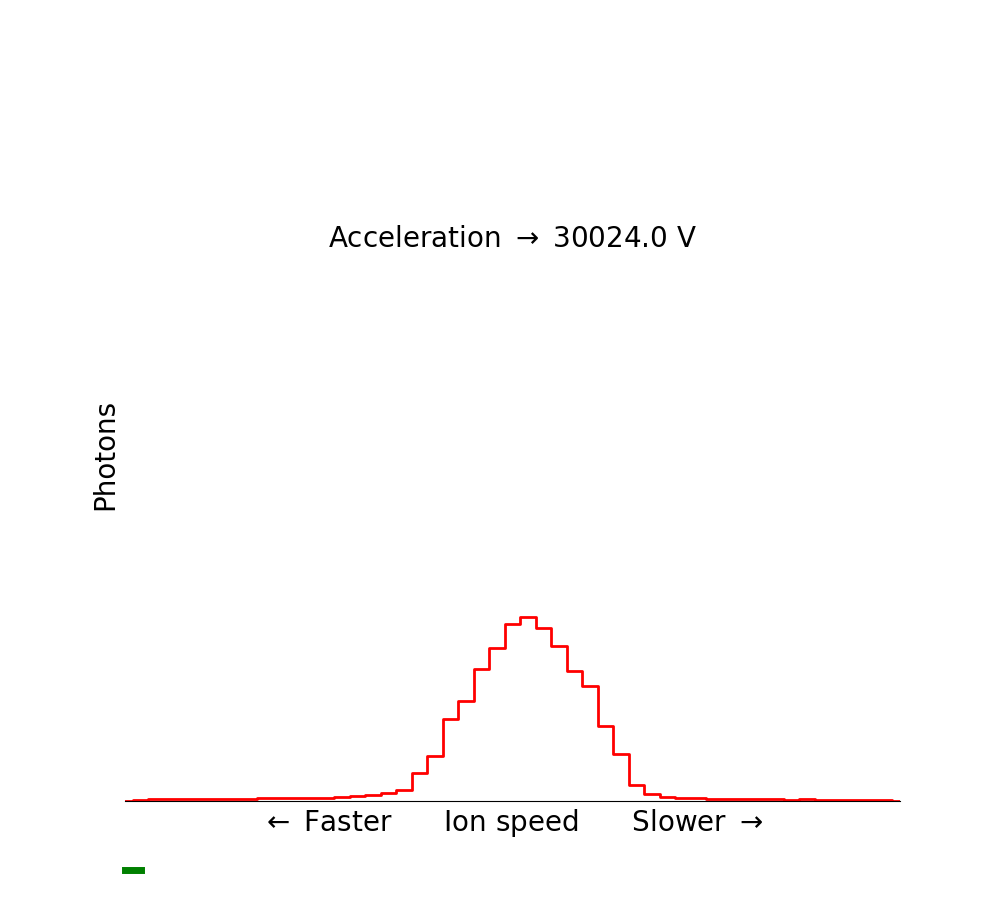 Acceleration → 30024.0 V
Photons
← Faster Ion speed Slower →